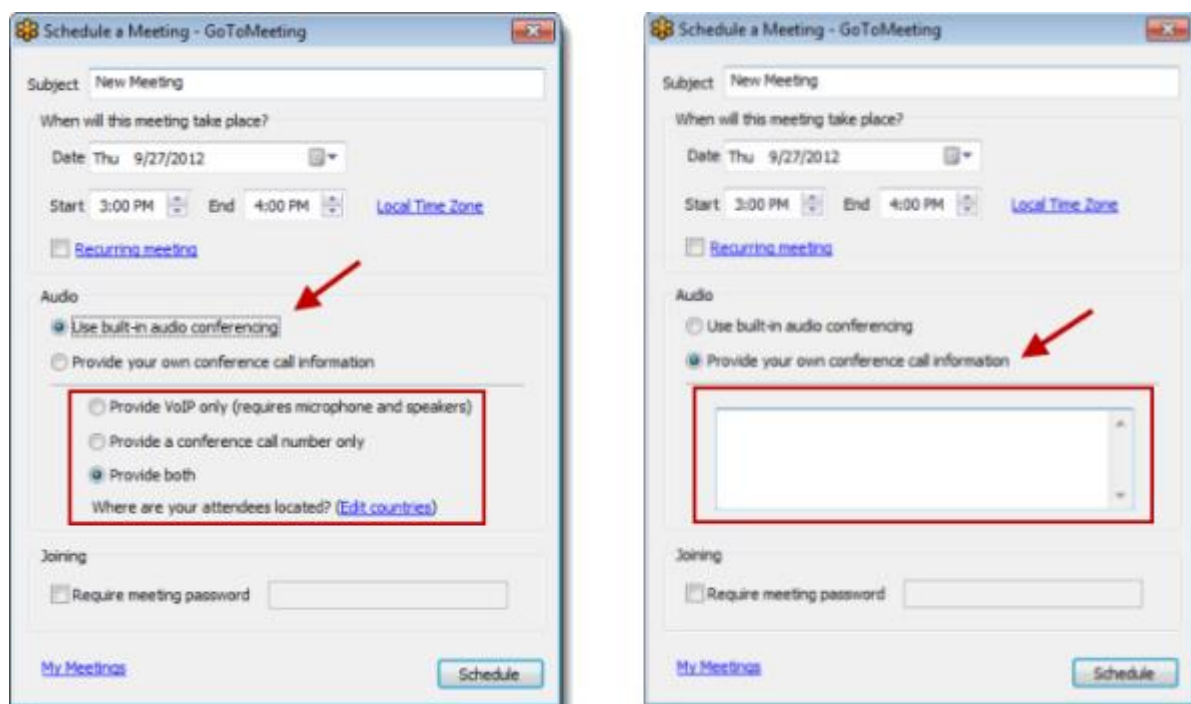 Schedule a Meeting - GoToMeeting
Subject New Meeting
When will this meeting take place?
Date Thu 9/27/2012
Start 3:00 PM End 4:00 PM Local Time Zone
Recurring meeting
Audio
Use built-in audio conferencing
Provide your own conference call information
Provide VoIP only (requires microphone and speakers)
Provide a conference call number only
Provide both
Where are your attendees located? (Edit countries)
Joining
Require meeting password
My Meetings Schedule
Schedule a Meeting - GoToMeeting
Subject New Meeting
When will this meeting take place?
Date Thu 9/27/2012
Start 3:00 PM End 4:00 PM Local Time Zone
Recurring meeting
Audio
Use built-in audio conferencing
Provide your own conference call information
Joining
Require meeting password
My Meetings Schedule